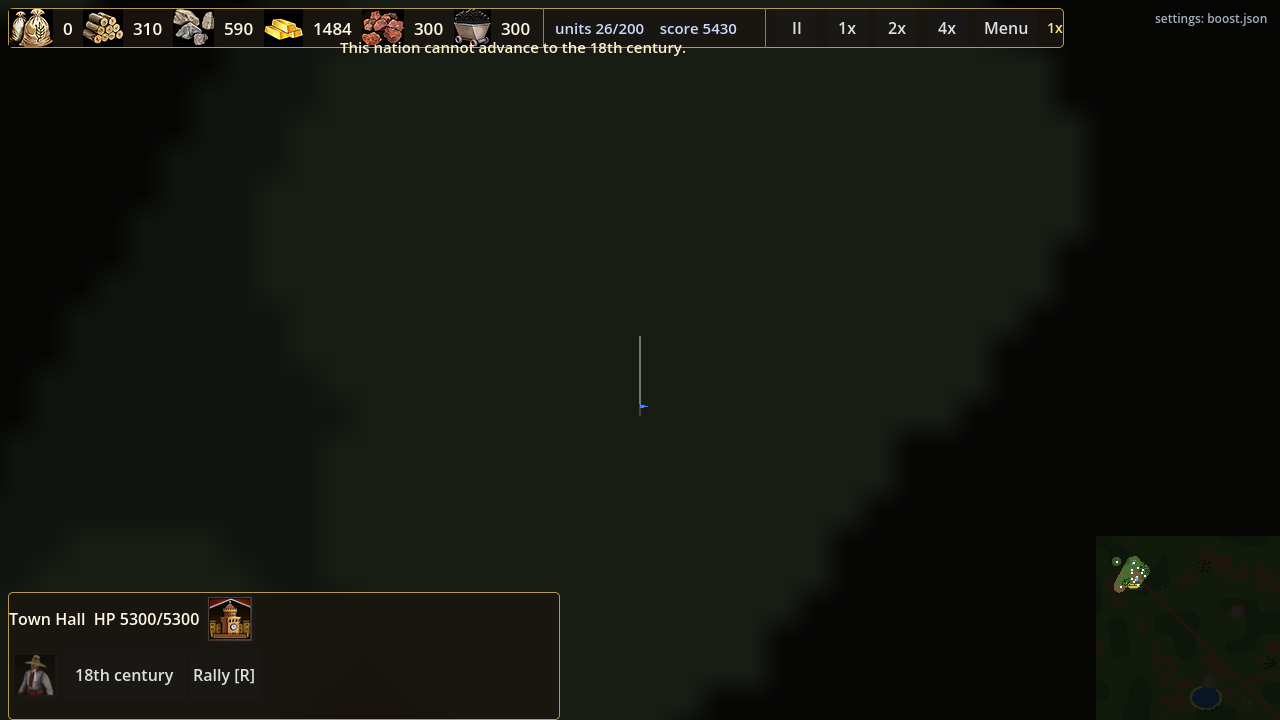 0 310 590 1484 300 300 units 26/200 score 5430 II 1x 2x 4x Menu 1x
settings: boost.json
This nation cannot advance to the 18th century.
Town Hall HP 5300/5300
18th century Rally [R]